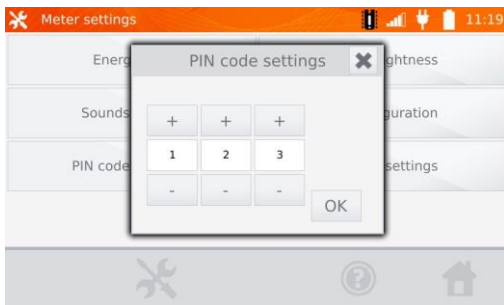 Meter settings 11:19
Energ PIN code settings ghtness
+ + +
Sounds guration
1 2 3
PIN code settings
- - -
OK